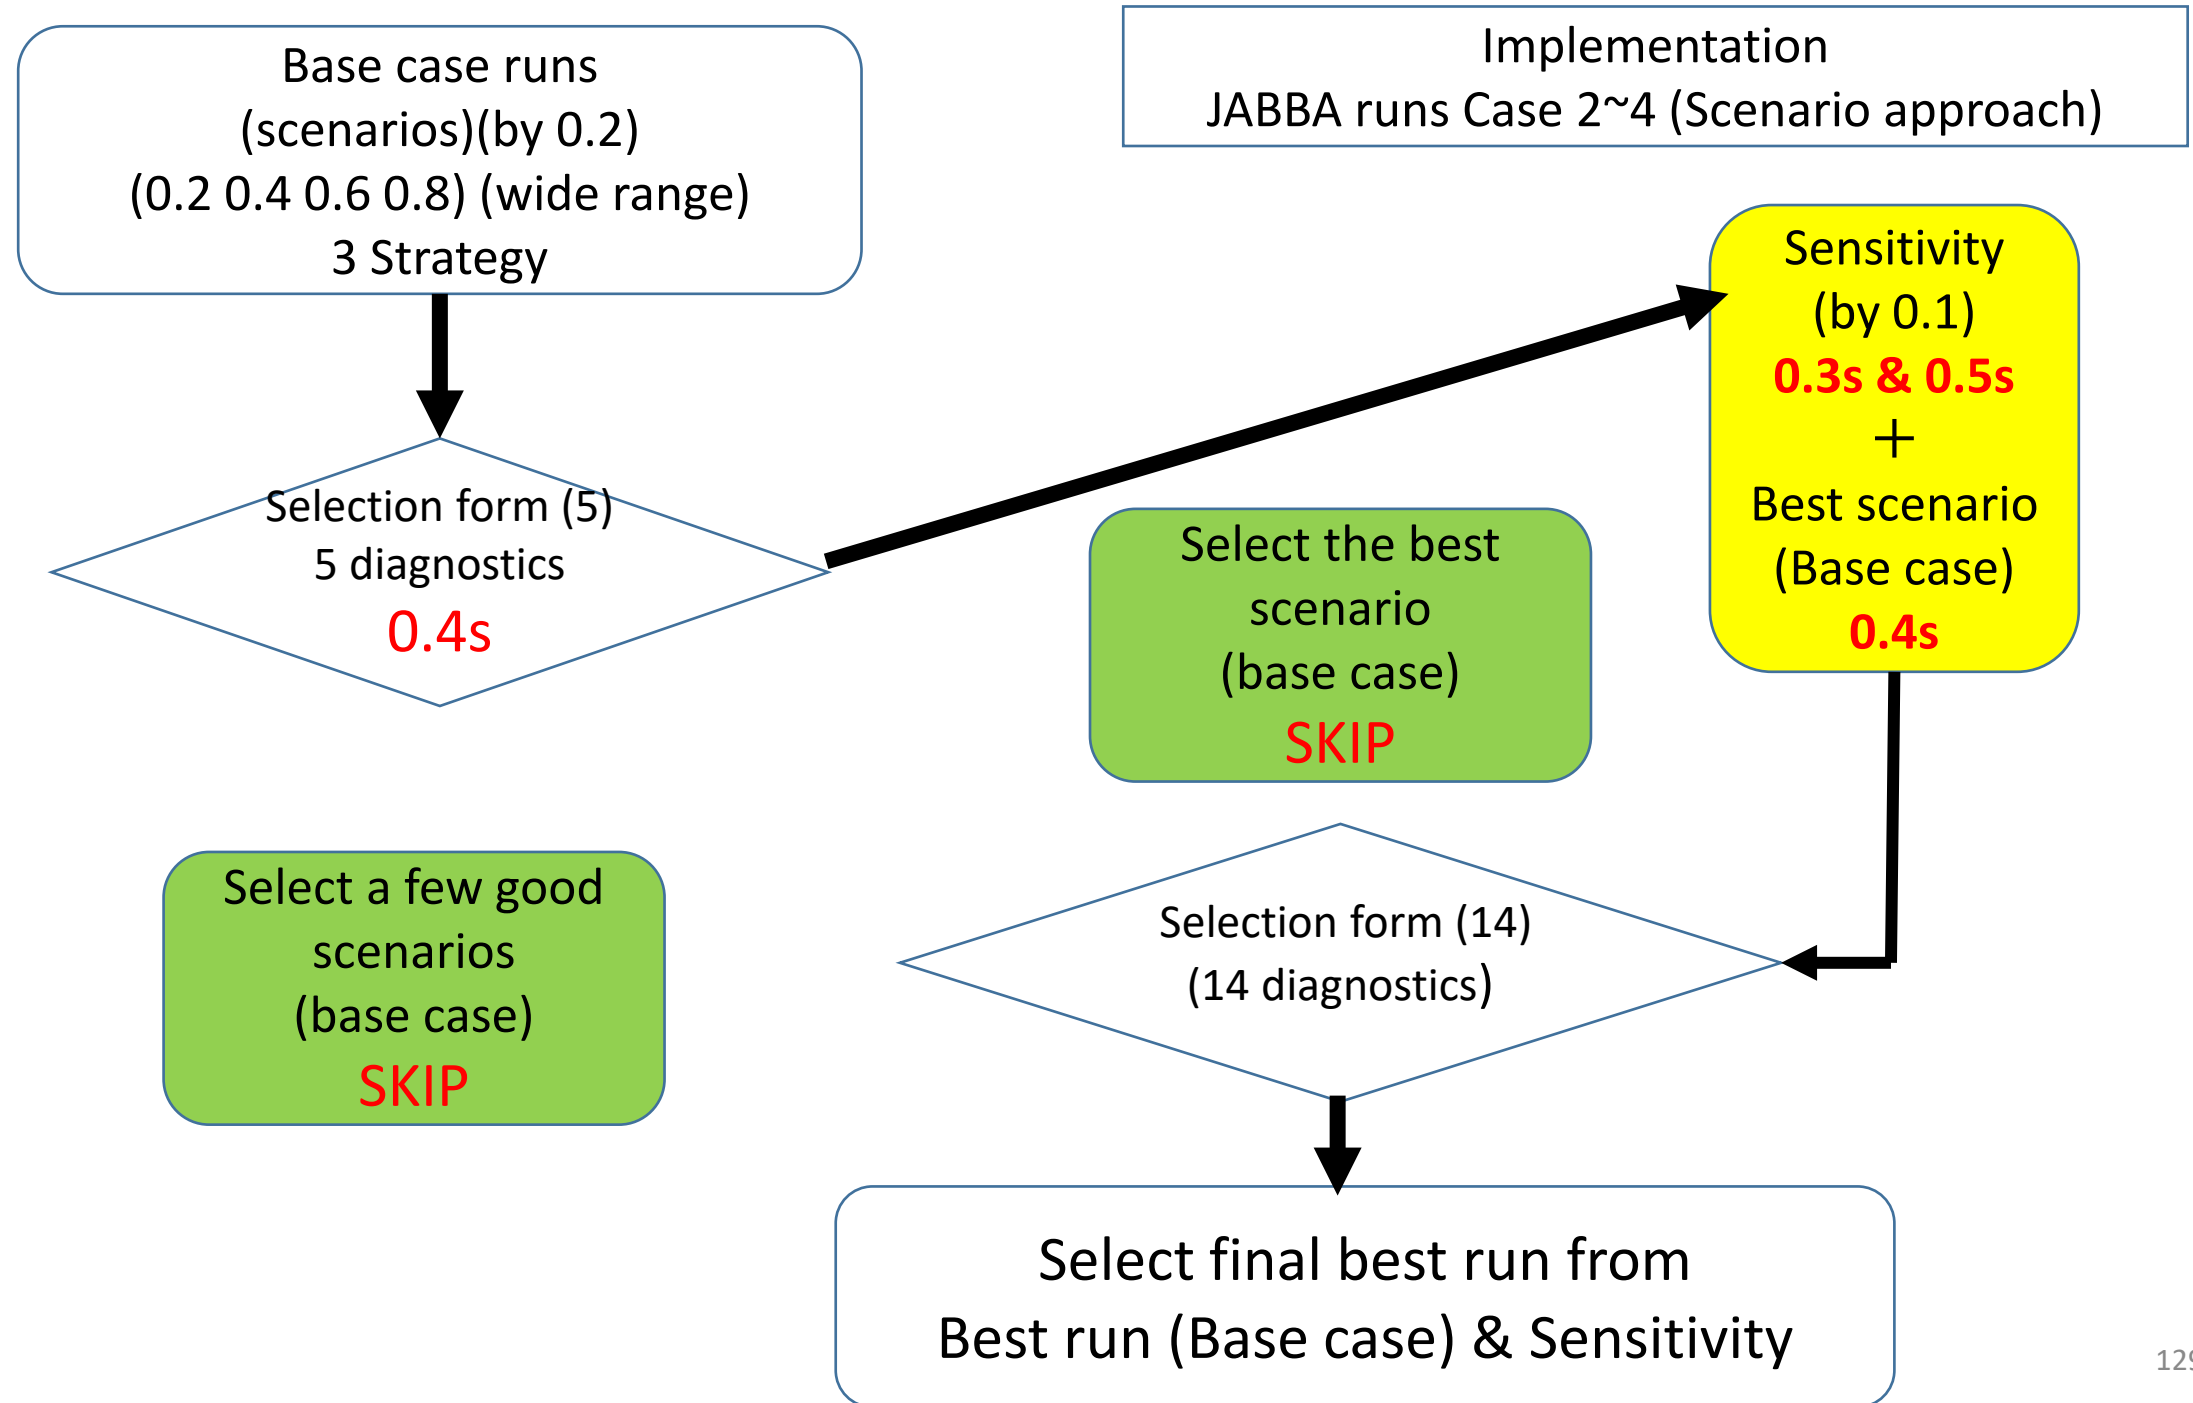 Base case runs
(scenarios)(by 0.2)
(0.2 0.4 0.6 0.8) (wide range)
3 Strategy
Implementation
JABBA runs Case 2~4 (Scenario approach)
Sensitivity
(by 0.1)
0.3s & 0.5s
+
Best scenario
(Base case)
0.4s
Selection form (5)
5 diagnostics
0.4s
Select the best
scenario
(base case)
SKIP
Select a few good
scenarios
(base case)
SKIP
Selection form (14)
(14 diagnostics)
Select final best run from
Best run (Base case) & Sensitivity
129